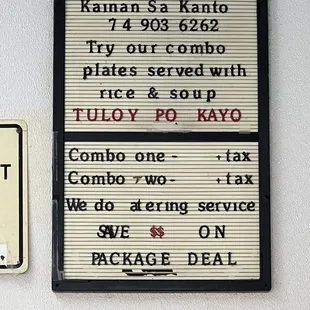 Kainan Sa Kanto
74 903 6262
Try our combo
plates served with
rice & soup
TULOY PO KAYO
Combo one - + tax
Combo two - + tax
We do atering service
SAVE $$ ON
PACKAGE DEAL
T